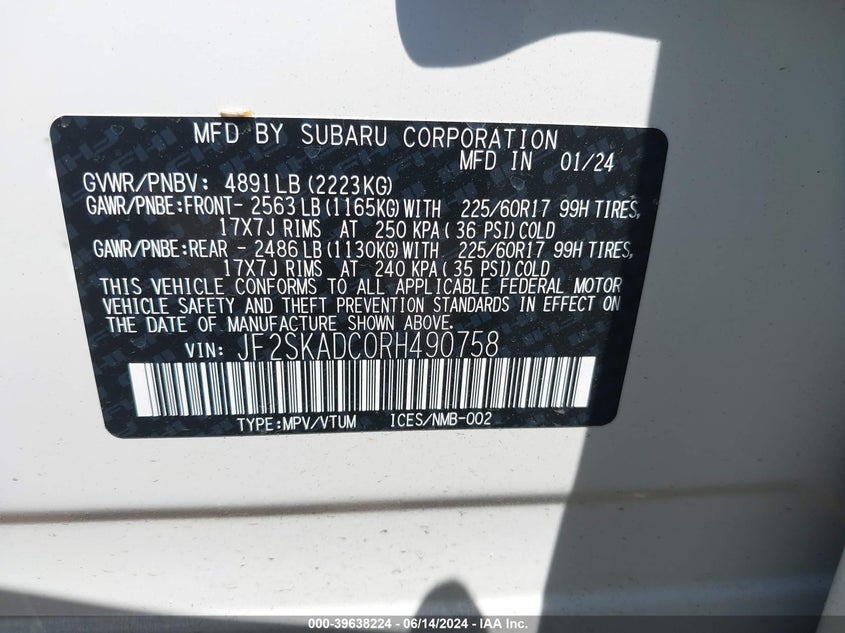 MFD BY SUBARU CORPORATION
MFD IN 01/24
GVWR/PNBV: 4891LB (2223KG)
GAWR/PNBE:FRONT- 2563 LB (1165KG) WITH 225/60R17 99H TIRES,
17X7J RIMS AT 250 KPA ( 36 PSI) COLD
GAWR/PNBE:REAR - 2486 LB (1130KG) WITH 225/60R17 99H TIRES,
17X7J RIMS AT 240 KPA ( 35 PSI) COLD
THIS VEHICLE CONFORMS TO ALL APPLICABLE FEDERAL MOTOR
VEHICLE SAFETY AND THEFT PREVENTION STANDARDS IN EFFECT ON
THE DATE OF MANUFACTURE SHOWN ABOVE.
VIN: JF2SKADC0RH490758
TYPE:MPV/VTUM ICES/NMB-002
000-39638224 - 06/14/2024 - IAA Inc.